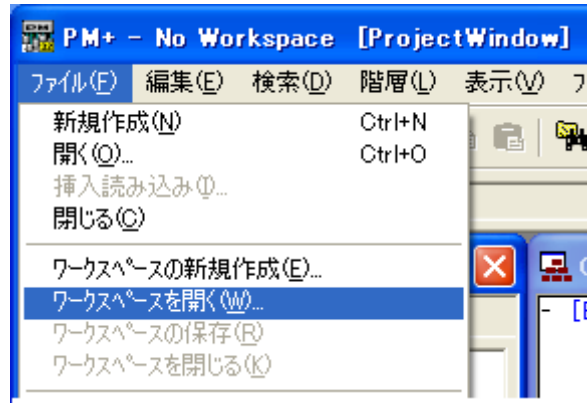 PM+ - No Workspace [ProjectWindow]
ファイル(F) 編集(E) 検索(D) 階層(L) 表示(V)
新規作成(N) Ctrl+N
開く(O)... Ctrl+O
挿入読み込み(I)...
閉じる(C)
ワークスペースの新規作成(E)...
ワークスペースを開く(W)...
ワークスペースの保存(R)
ワークスペースを閉じる(K)